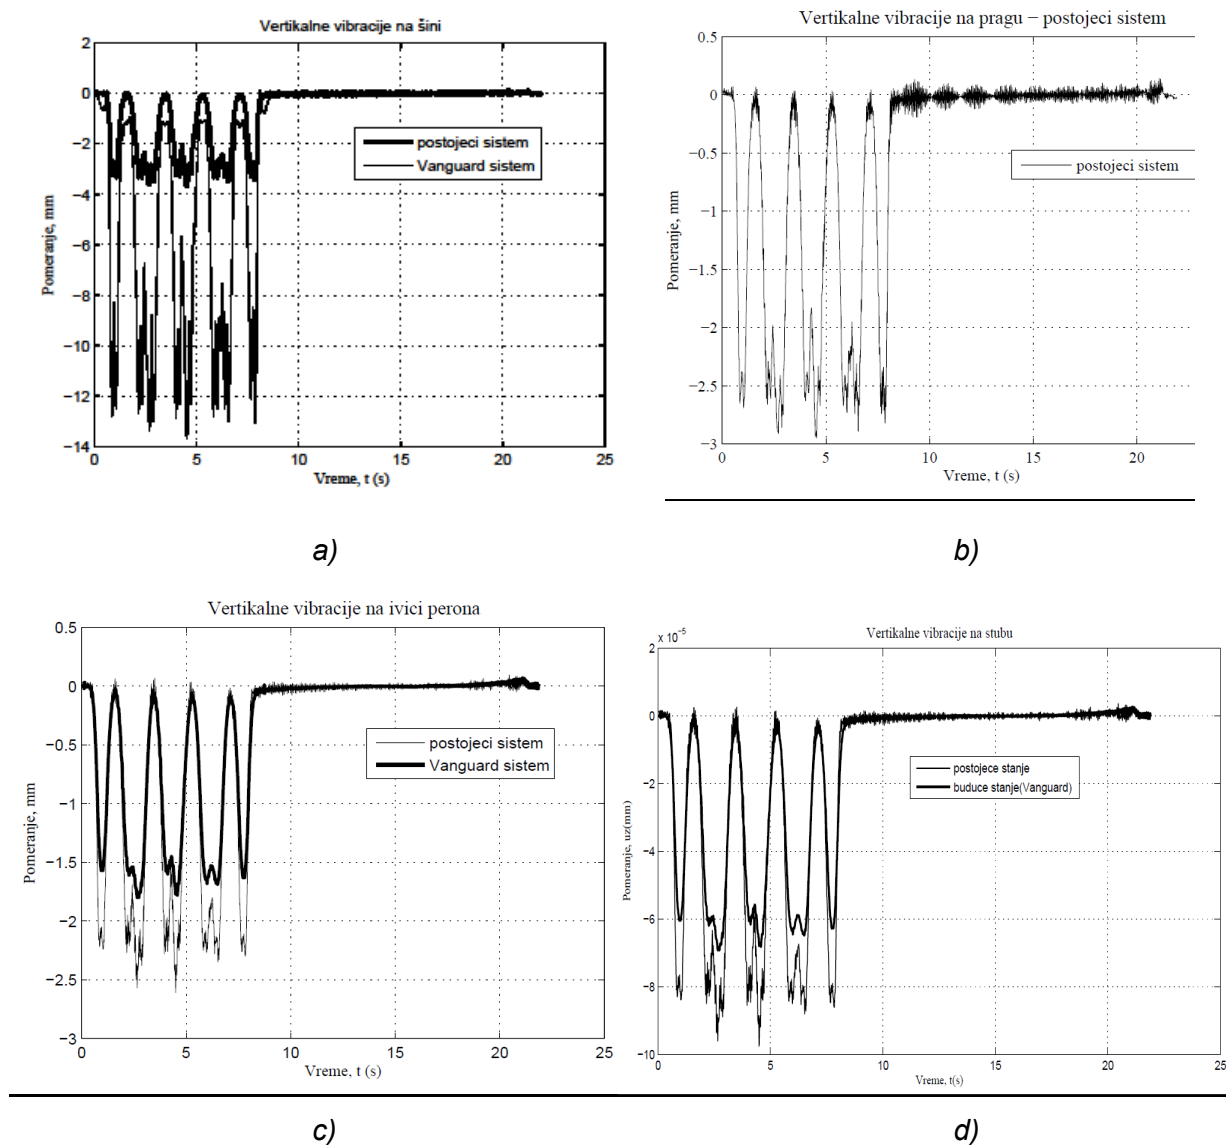 Vertikalne vibracije na šini
2
0
−2
−4
−6
−8
−10
−12
−14
0 5 10 15 20 25
Pomeranje, mm
Vreme, t (s)
postojeci sistem
Vanguard sistem
a)
Vertikalne vibracije na pragu − postojeci sistem
0.5
0
−0.5
−1
−1.5
−2
−2.5
−3
0 5 10 15 20
Pomeranje, mm
Vreme, t (s)
postojeci sistem
b)
Vertikalne vibracije na ivici perona
0.5
0
−0.5
−1
−1.5
−2
−2.5
−3
0 5 10 15 20 25
Pomeranje, mm
Vreme, t (s)
postojeci sistem
Vanguard sistem
c)
Vertikalne vibracije na stubu
x 10⁻⁵
2
0
−2
−4
−6
−8
−10
0 5 10 15 20 25
Pomeranje, uz(mm)
Vreme, t(s)
postojece stanje
buduce stanje(Vanguard)
d)